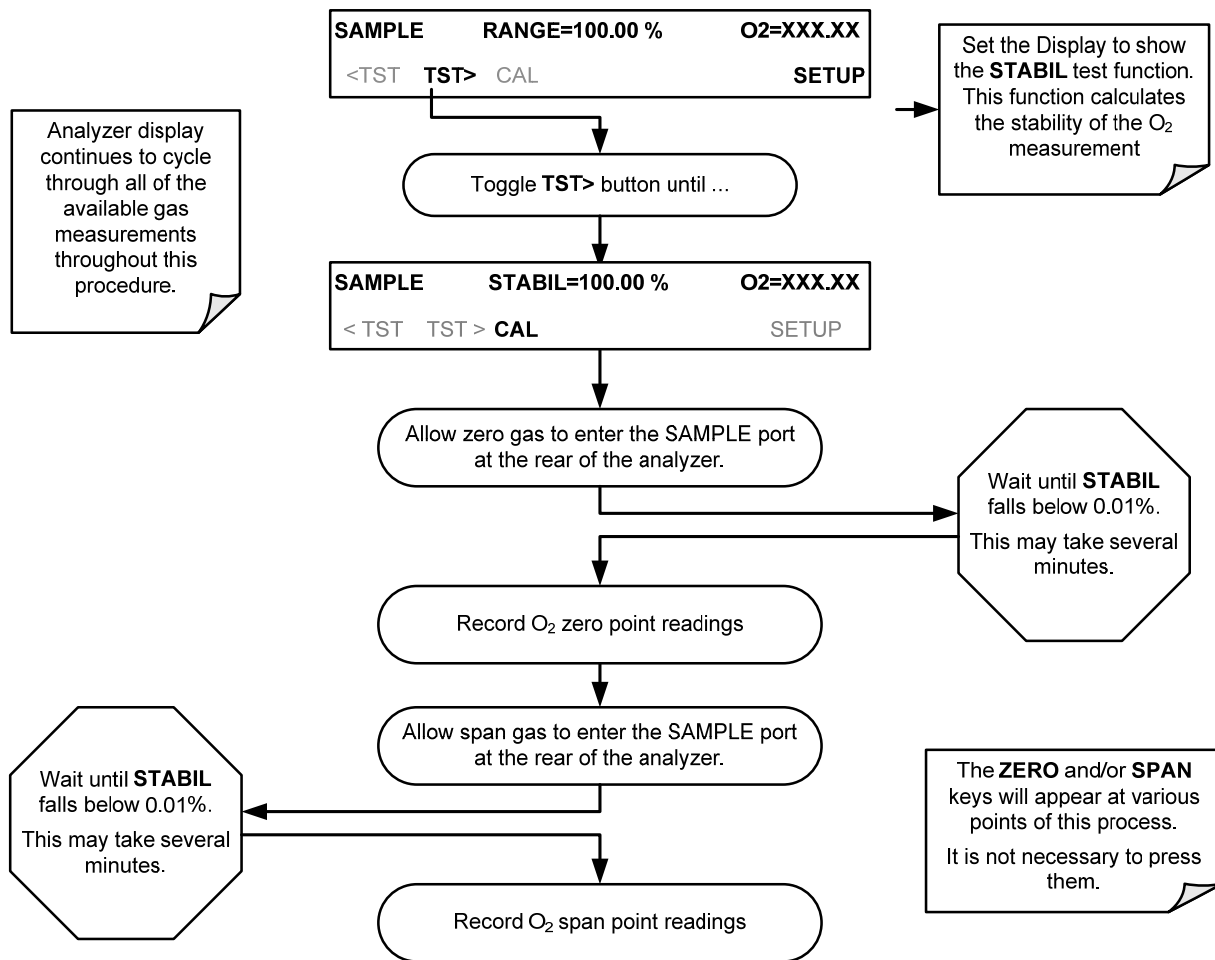 SAMPLE RANGE=100.00 % O2=XXX.XX
<TST TST> CAL SETUP
Set the Display to show
the STABIL test function.
This function calculates
the stability of the O₂
measurement
Analyzer display
continues to cycle
through all of the
available gas
measurements
throughout this
procedure.
Toggle TST> button until ...
SAMPLE STABIL=100.00 % O2=XXX.XX
< TST TST > CAL SETUP
Allow zero gas to enter the SAMPLE port
at the rear of the analyzer.
Wait until STABIL
falls below 0.01%.
This may take several
minutes.
Record O₂ zero point readings
Allow span gas to enter the SAMPLE port
at the rear of the analyzer.
Wait until STABIL
falls below 0.01%.
This may take several
minutes.
The ZERO and/or SPAN
keys will appear at various
points of this process.
It is not necessary to press
them.
Record O₂ span point readings